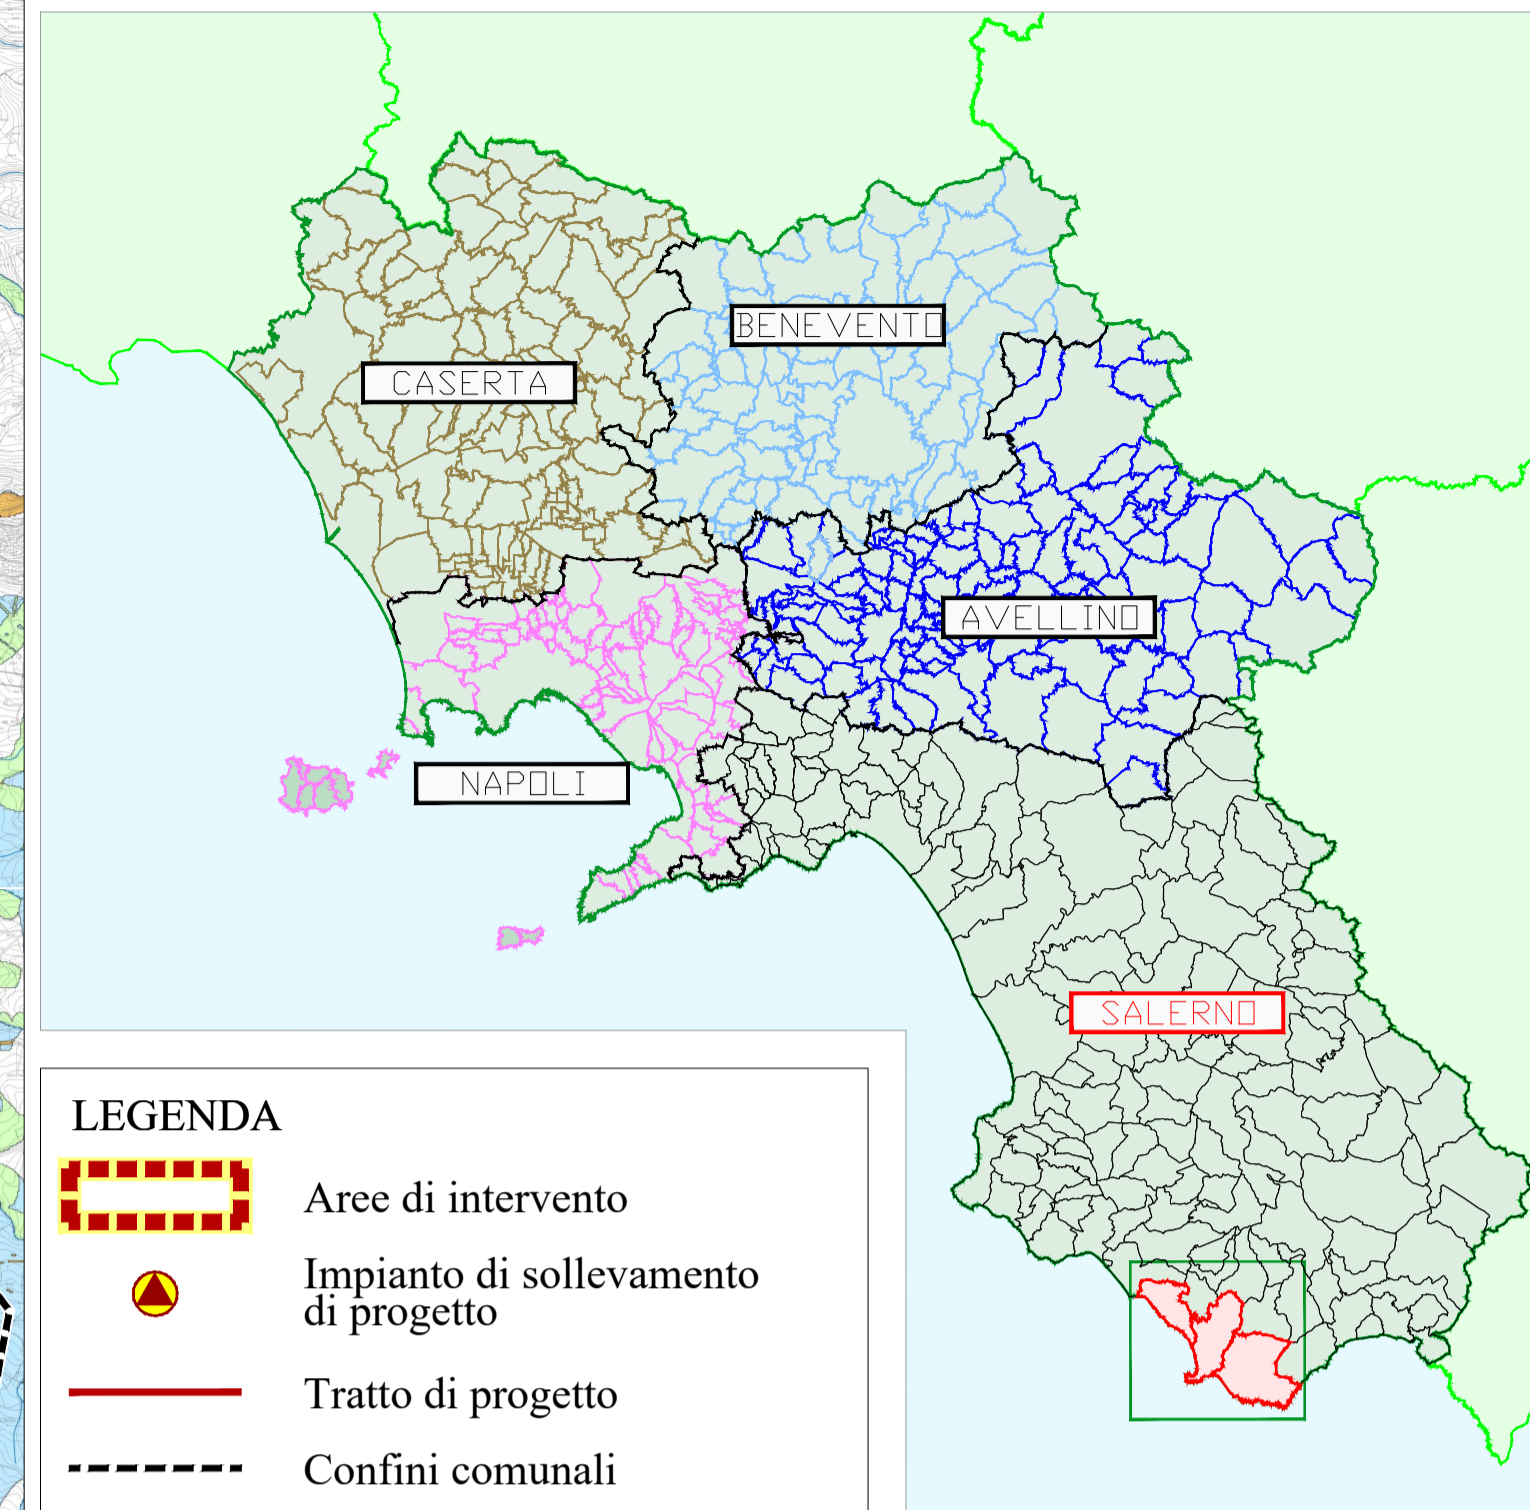 BENEVENTO
CASERTA
AVELLINO
NAPOLI
SALERNO
LEGENDA
Aree di intervento
Impianto di sollevamento
di progetto
Tratto di progetto
Confini comunali